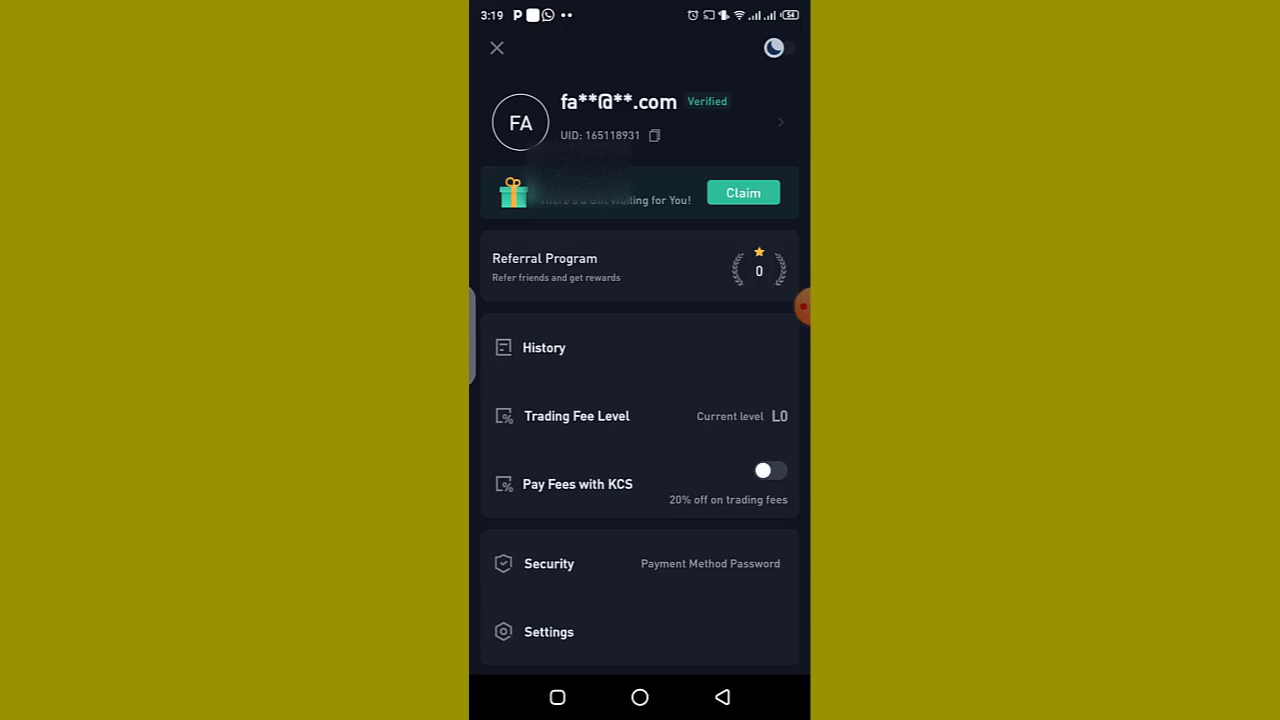 3:19 P 54
fa**@**.com Verified
FA
UID: 165118931
There's a Gift Waiting for You!
Claim
Referral Program
Refer friends and get rewards
0
History
Trading Fee Level Current level L0
Pay Fees with KCS
20% off on trading fees
Security Payment Method Password
Settings